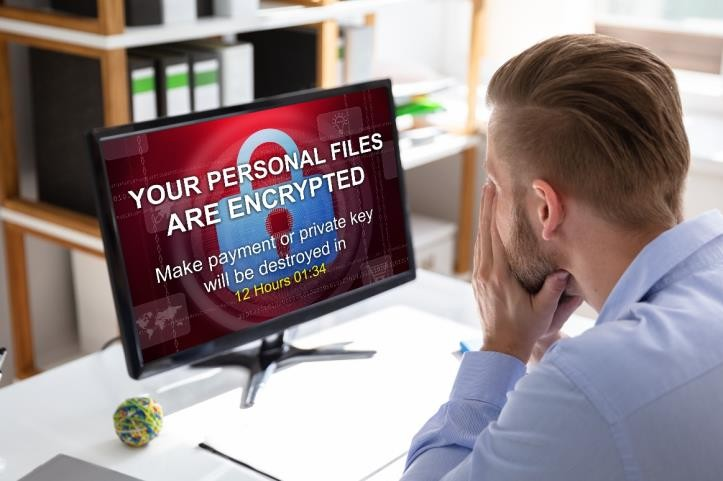 YOUR PERSONAL FILES
ARE ENCRYPTED
Make payment or private key
will be destroyed in
12 Hours 01:34